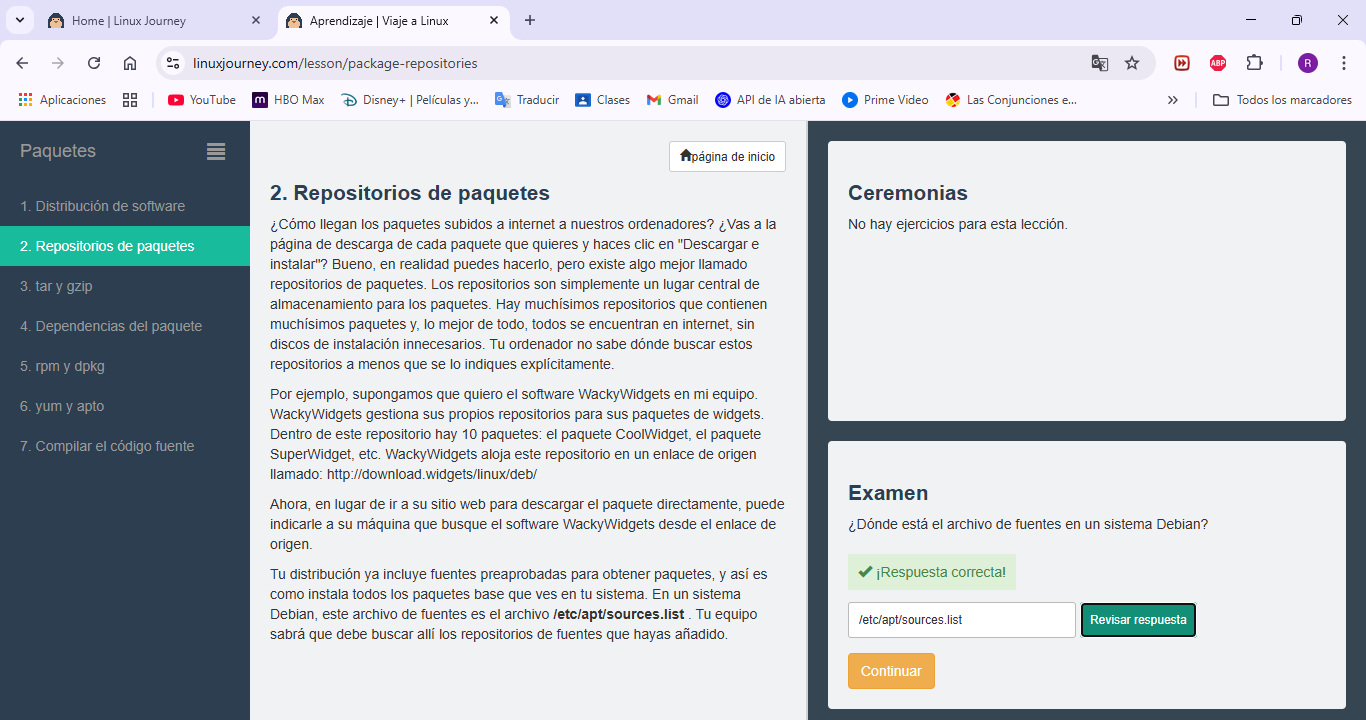 Home | Linux Journey
Aprendizaje | Viaje a Linux
linuxjourney.com/lesson/package-repositories
ABP
R
Aplicaciones
YouTube
HBO Max
Disney+ | Películas y...
Traducir
Clases
Gmail
API de IA abierta
Prime Video
Las Conjunciones e...
Todos los marcadores
Paquetes
1. Distribución de software
2. Repositorios de paquetes
3. tar y gzip
4. Dependencias del paquete
5. rpm y dpkg
6. yum y apto
7. Compilar el código fuente
página de inicio
2. Repositorios de paquetes
¿Cómo llegan los paquetes subidos a internet a nuestros ordenadores? ¿Vas a la
página de descarga de cada paquete que quieres y haces clic en "Descargar e
instalar"? Bueno, en realidad puedes hacerlo, pero existe algo mejor llamado
repositorios de paquetes. Los repositorios son simplemente un lugar central de
almacenamiento para los paquetes. Hay muchísimos repositorios que contienen
muchísimos paquetes y, lo mejor de todo, todos se encuentran en internet, sin
discos de instalación innecesarios. Tu ordenador no sabe dónde buscar estos
repositorios a menos que se lo indiques explícitamente.
Por ejemplo, supongamos que quiero el software WackyWidgets en mi equipo.
WackyWidgets gestiona sus propios repositorios para sus paquetes de widgets.
Dentro de este repositorio hay 10 paquetes: el paquete CoolWidget, el paquete
SuperWidget, etc. WackyWidgets aloja este repositorio en un enlace de origen
llamado: http://download.widgets/linux/deb/
Ahora, en lugar de ir a su sitio web para descargar el paquete directamente, puede
indicarle a su máquina que busque el software WackyWidgets desde el enlace de
origen.
Tu distribución ya incluye fuentes preaprobadas para obtener paquetes, y así es
como instala todos los paquetes base que ves en tu sistema. En un sistema
Debian, este archivo de fuentes es el archivo /etc/apt/sources.list . Tu equipo
sabrá que debe buscar allí los repositorios de fuentes que hayas añadido.
Ceremonias
No hay ejercicios para esta lección.
Examen
¿Dónde está el archivo de fuentes en un sistema Debian?
¡Respuesta correcta!
/etc/apt/sources.list
Revisar respuesta
Continuar